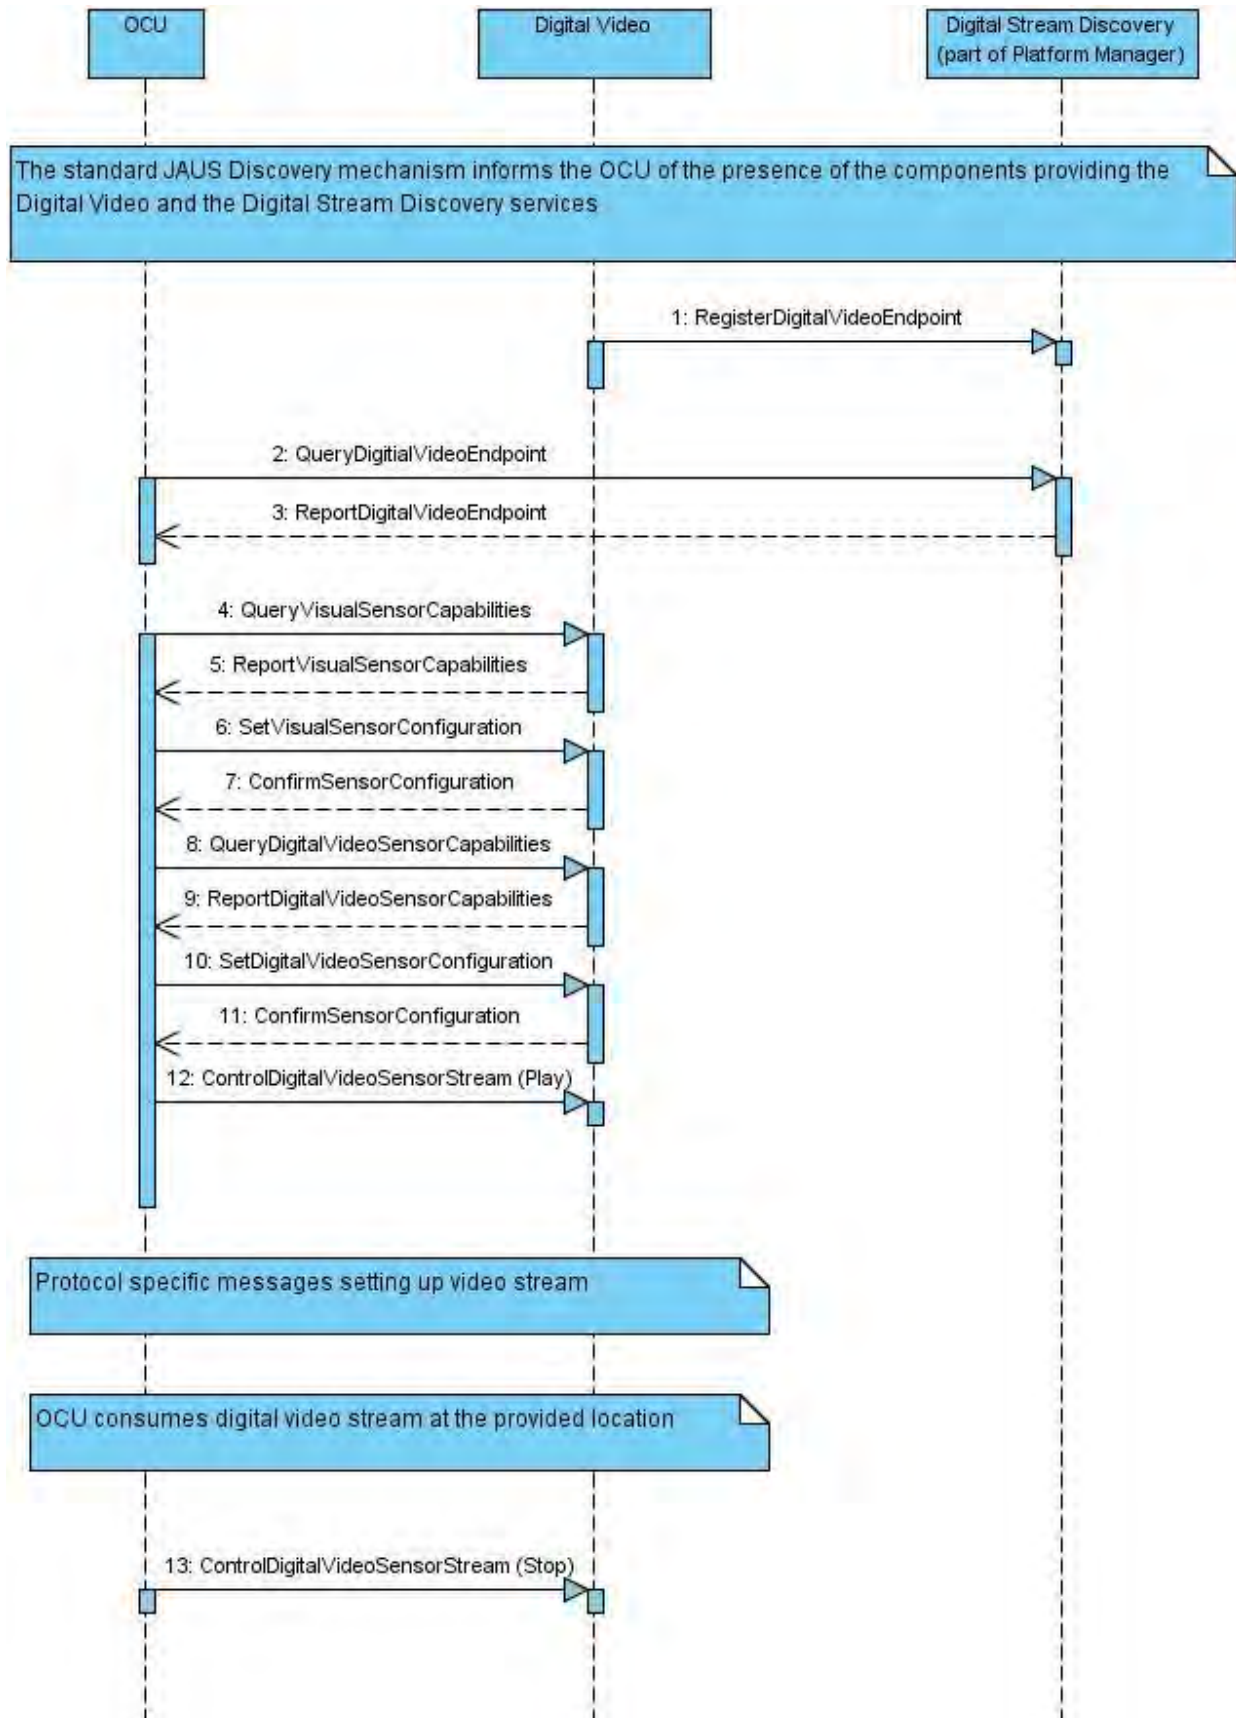 OCU
Digital Video
Digital Stream Discovery
(part of Platform Manager)
The standard JAUS Discovery mechanism informs the OCU of the presence of the components providing the
Digital Video and the Digital Stream Discovery services
1: RegisterDigitalVideoEndpoint
2: QueryDigitialVideoEndpoint
3: ReportDigitalVideoEndpoint
4: QueryVisualSensorCapabilities
5: ReportVisualSensorCapabilities
6: SetVisualSensorConfiguration
7: ConfirmSensorConfiguration
8: QueryDigitalVideoSensorCapabilities
9: ReportDigitalVideoSensorCapabilities
10: SetDigitalVideoSensorConfiguration
11: ConfirmSensorConfiguration
12: ControlDigitalVideoSensorStream (Play)
Protocol specific messages setting up video stream
OCU consumes digital video stream at the provided location
13: ControlDigitalVideoSensorStream (Stop)